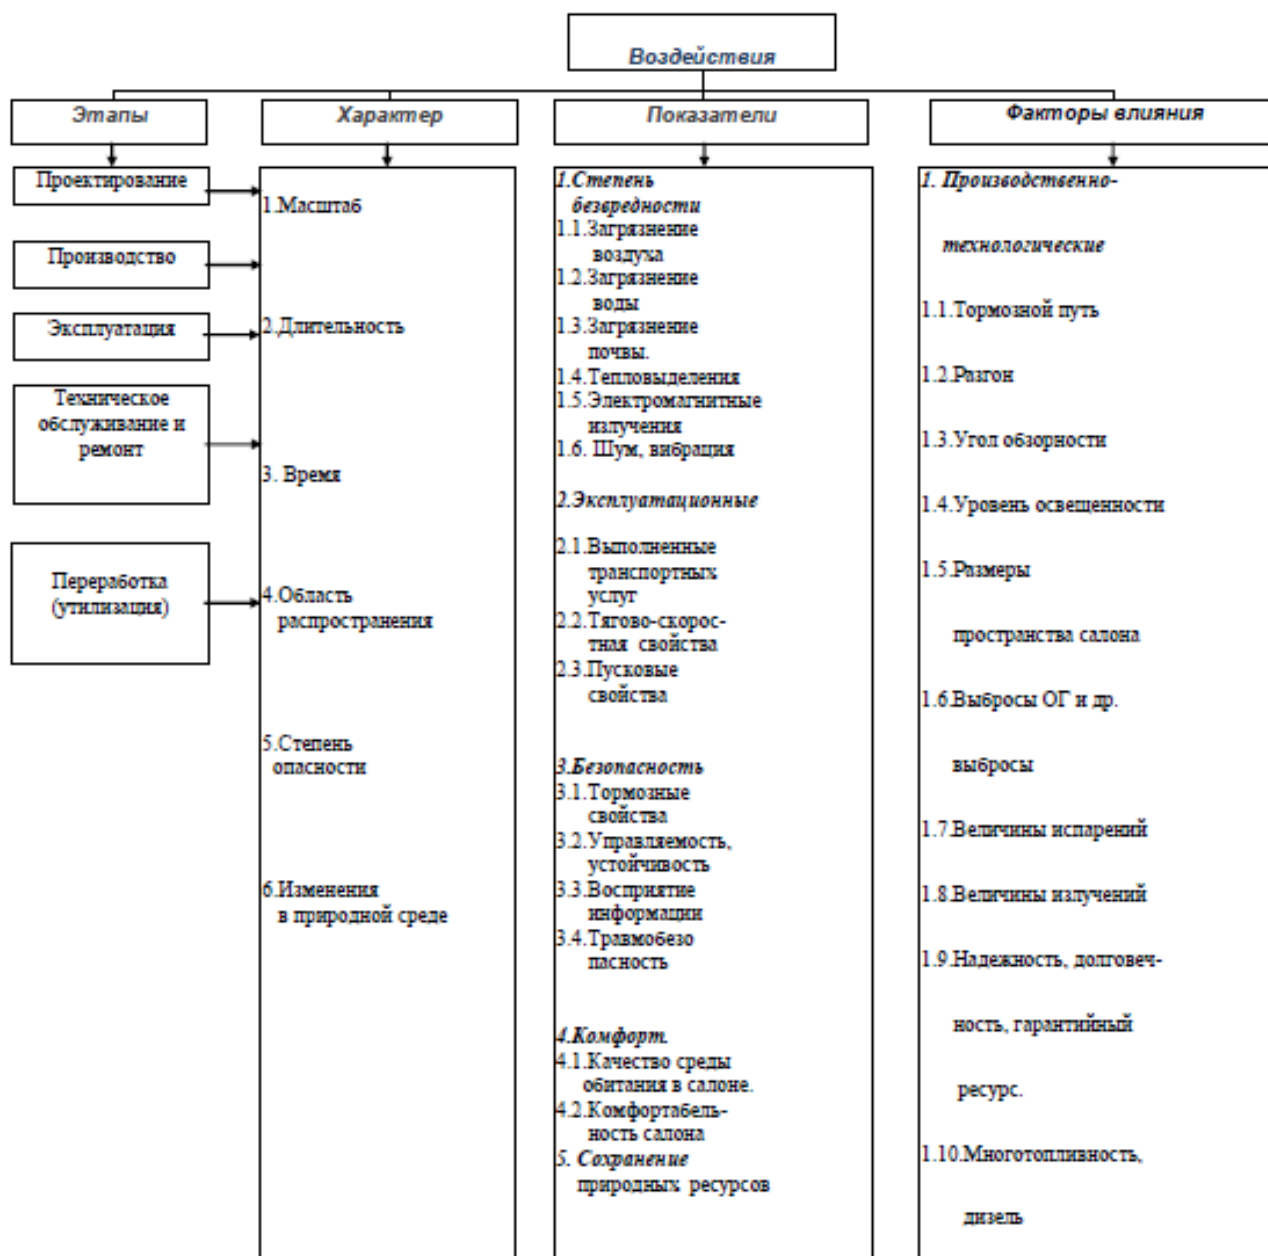 Воздействия
Этапы
Характер
Показатели
Факторы влияния
Проектирование
Производство
Эксплуатация
Техническое
обслуживание и
ремонт
Переработка
(утилизация)
1.Масштаб
2.Длительность
3. Время
4.Область
распространения
5.Степень
опасности
6.Изменения
в природной среде
1.Степень
безвредности
1.1.Загрязнение
воздуха
1.2.Загрязнение
воды
1.3.Загрязнение
почвы.
1.4.Тепловыделения
1.5.Электромагнитные
излучения
1.6. Шум, вибрация
2.Эксплуатационные
2.1.Выполненные
транспортных
услуг
2.2.Тягово-скорос-
тная свойства
2.3.Пусковые
свойства
3.Безопасность
3.1.Тормозные
свойства
3.2.Управляемость,
устойчивость
3.3.Восприятие
информации
3.4.Травмобезо
пасность
4.Комфорт.
4.1.Качество среды
обитания в салоне.
4.2.Комфортабель-
ность салона
5. Сохранение
природных ресурсов
1. Производственно-
технологические
1.1.Тормозной путь
1.2.Разгон
1.3.Угол обзорности
1.4.Уровень освещенности
1.5.Размеры
пространства салона
1.6.Выбросы ОГ и др.
выбросы
1.7.Величины испарений
1.8.Величины излучений
1.9.Надежность, долговеч-
ность, гарантийный
ресурс.
1.10.Многотопливность,
дизель